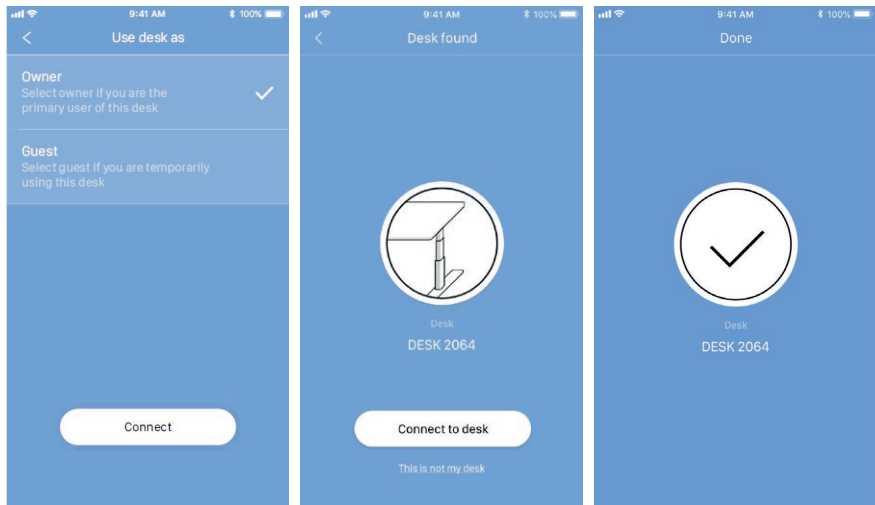 9:41 AM
100%
Use desk as
Owner
Select owner if you are the
primary user of this desk
Guest
Select guest if you are temporarily
using this desk
Connect
9:41 AM
100%
Desk found
Desk
DESK 2064
Connect to desk
This is not my desk
9:41 AM
100%
Done
Desk
DESK 2064